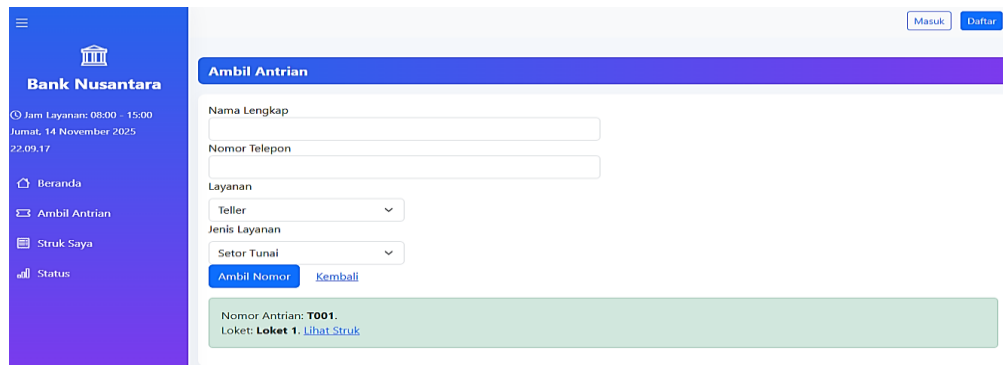 Masuk Daftar
Bank Nusantara
Jam Layanan: 08:00 - 15:00
Jumat, 14 November 2025
22.09.17
Beranda
Ambil Antrian
Struk Saya
Status
Ambil Antrian
Nama Lengkap
Nomor Telepon
Layanan
Teller
Jenis Layanan
Setor Tunai
Ambil Nomor Kembali
Nomor Antrian: T001.
Loket: Loket 1. Lihat Struk